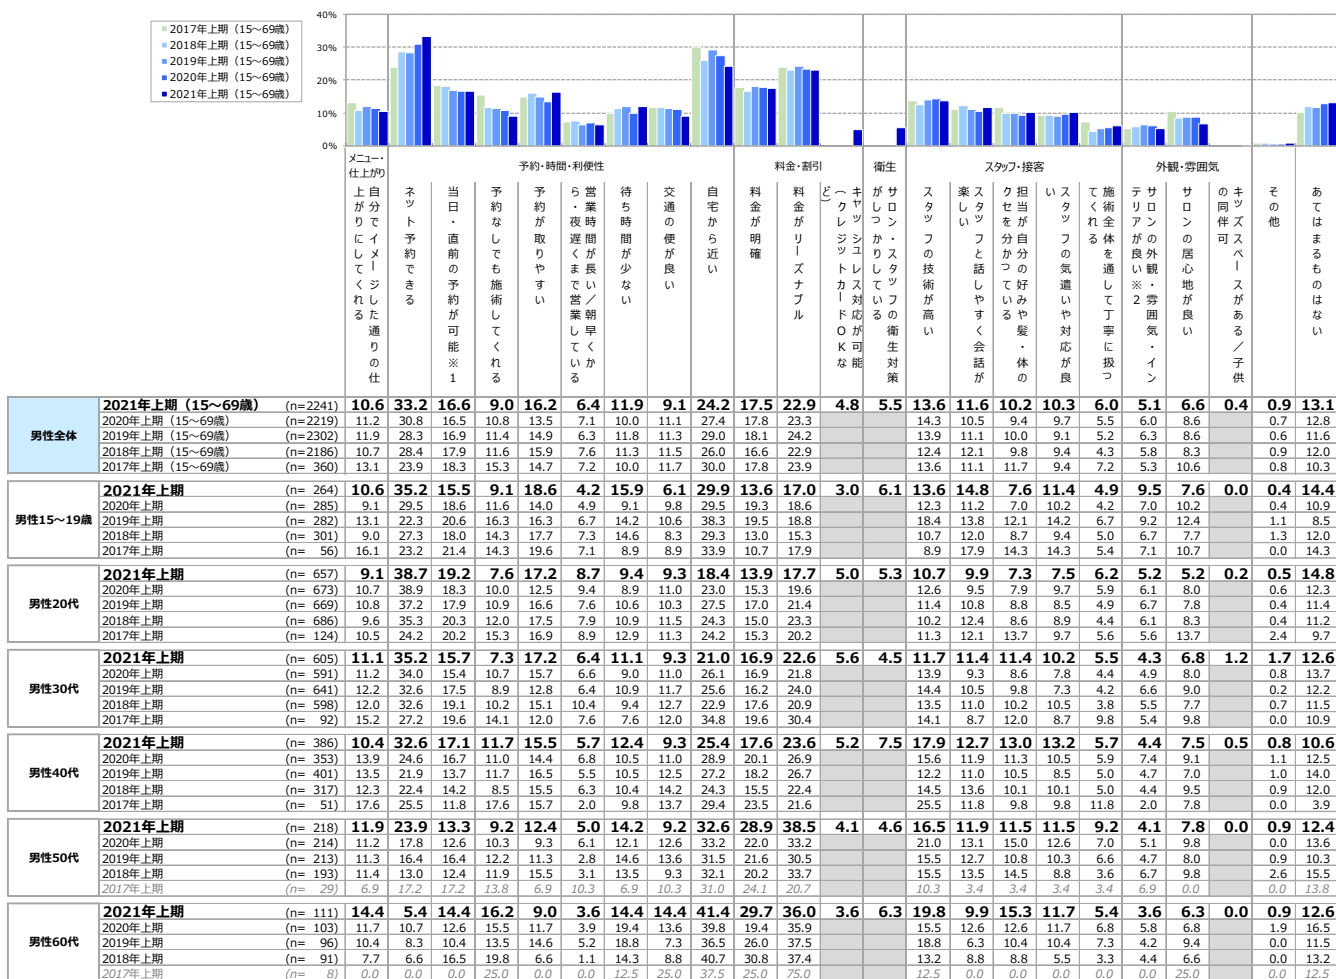 40%
30%
20%
10%
0%
2017年上期（15～69歳）
2018年上期（15～69歳）
2019年上期（15～69歳）
2020年上期（15～69歳）
2021年上期（15～69歳）
メニュー・仕上がり 予約・時間・利便性 料金・割引 衛生 スタッフ・接客 外観・雰囲気
自分でイメージした通りの仕上がりにしてくれる
ネット予約できる
当日・直前の予約が可能※1
予約なしでも施術してくれる
予約が取りやすい
営業時間が長い／朝早くから・夜遅くまで営業している
待ち時間が少ない
交通の便が良い
自宅から近い
料金が明確
料金がリーズナブル
キャッシュレス対応が可能（クレジットカードOKなど）
サロン・スタッフの衛生対策がしっかりしている
スタッフの技術が高い
スタッフと話しやすく会話が楽しい
担当が自分の好みや髪・体のクセを分かっている
スタッフの気遣いや対応が良い
施術全体を通して丁寧に扱ってくれる
サロンの外観・雰囲気・インテリアが良い※2
サロンの居心地が良い
キッズスペースがある／子供の同伴可
その他
あてはまるものはない
男性全体
2021年上期（15～69歳） (n=2241) 10.6 33.2 16.6 9.0 16.2 6.4 11.9 9.1 24.2 17.5 22.9 4.8 5.5 13.6 11.6 10.2 10.3 6.0 5.1 6.6 0.4 0.9 13.1
2020年上期（15～69歳） (n=2219) 11.2 30.8 16.5 10.8 13.5 7.1 10.0 11.1 27.4 17.8 23.3 14.3 10.5 9.4 9.7 5.5 6.0 8.6 0.7 12.8
2019年上期（15～69歳） (n=2302) 11.9 28.3 16.9 11.4 14.9 6.3 11.8 11.3 29.0 18.1 24.2 13.9 11.1 10.0 9.1 5.2 6.3 8.6 0.6 11.6
2018年上期（15～69歳） (n=2186) 10.7 28.4 17.9 11.6 15.9 7.6 11.3 11.5 26.0 16.6 22.9 12.4 12.1 9.8 9.4 4.3 5.8 8.3 0.9 12.0
2017年上期（15～69歳） (n= 360) 13.1 23.9 18.3 15.3 14.7 7.2 10.0 11.7 30.0 17.8 23.9 13.6 11.1 11.7 9.4 7.2 5.3 10.6 0.8 10.3
男性15～19歳
2021年上期 (n= 264) 10.6 35.2 15.5 9.1 18.6 4.2 15.9 6.1 29.9 13.6 17.0 3.0 6.1 13.6 14.8 7.6 11.4 4.9 9.5 7.6 0.0 0.4 14.4
2020年上期 (n= 285) 9.1 29.5 18.6 11.6 14.0 4.9 9.1 9.8 29.5 19.3 18.6 12.3 11.2 7.0 10.2 4.2 7.0 10.2 0.4 10.9
2019年上期 (n= 282) 13.1 22.3 20.6 16.3 16.3 6.7 14.2 10.6 38.3 19.5 18.8 18.4 13.8 12.1 14.2 6.7 9.2 12.4 1.1 8.5
2018年上期 (n= 301) 9.0 27.3 18.0 14.3 17.7 7.3 14.6 8.3 29.3 13.0 15.3 10.7 12.0 8.7 9.4 5.0 6.7 7.7 1.3 12.0
2017年上期 (n= 56) 16.1 23.2 21.4 14.3 19.6 7.1 8.9 8.9 33.9 10.7 17.9 8.9 17.9 14.3 14.3 5.4 7.1 10.7 0.0 14.3
男性20代
2021年上期 (n= 657) 9.1 38.7 19.2 7.6 17.2 8.7 9.4 9.3 18.4 13.9 17.7 5.0 5.3 10.7 9.9 7.3 7.5 6.2 5.2 5.2 0.2 0.5 14.8
2020年上期 (n= 673) 10.7 38.9 18.3 10.0 12.5 9.4 8.9 11.0 23.0 15.3 19.6 12.6 9.5 7.9 9.7 5.9 6.1 8.0 0.6 12.3
2019年上期 (n= 669) 10.8 37.2 17.9 10.9 16.6 7.6 10.6 10.3 27.5 17.0 21.4 11.4 10.8 8.8 8.5 4.9 6.7 7.8 0.4 11.4
2018年上期 (n= 686) 9.6 35.3 20.3 12.0 17.5 7.9 10.9 11.5 24.3 15.0 23.3 10.2 12.4 8.6 8.9 4.4 6.1 8.3 0.4 11.2
2017年上期 (n= 124) 10.5 24.2 20.2 15.3 16.9 8.9 12.9 11.3 24.2 15.3 20.2 11.3 12.1 13.7 9.7 5.6 5.6 13.7 2.4 9.7
男性30代
2021年上期 (n= 605) 11.1 35.2 15.7 7.3 17.2 6.4 11.1 9.3 21.0 16.9 22.6 5.6 4.5 11.7 11.4 11.4 10.2 5.5 4.3 6.8 1.2 1.7 12.6
2020年上期 (n= 591) 11.2 34.0 15.4 10.7 15.7 6.6 9.0 11.0 26.1 16.9 21.8 13.9 9.3 8.6 7.8 4.4 4.9 8.0 0.8 13.7
2019年上期 (n= 641) 12.2 32.6 17.5 8.9 12.8 6.4 10.9 11.7 25.6 16.2 24.0 14.4 10.5 9.8 7.3 4.2 6.6 9.0 0.2 12.2
2018年上期 (n= 598) 12.0 32.6 19.1 10.2 15.1 10.4 9.4 12.7 22.9 17.6 20.9 13.5 11.0 10.2 10.5 3.8 5.5 7.7 0.7 11.5
2017年上期 (n= 92) 15.2 27.2 19.6 14.1 12.0 7.6 7.6 12.0 34.8 19.6 30.4 14.1 8.7 12.0 8.7 9.8 5.4 9.8 0.0 10.9
男性40代
2021年上期 (n= 386) 10.4 32.6 17.1 11.7 15.5 5.7 12.4 9.3 25.4 17.6 23.6 5.2 7.5 17.9 12.7 13.0 13.2 5.7 4.4 7.5 0.5 0.8 10.6
2020年上期 (n= 353) 13.9 24.6 16.7 11.0 14.4 6.8 10.5 11.0 28.9 20.1 26.9 15.6 11.9 11.3 10.5 5.9 7.4 9.1 1.1 12.5
2019年上期 (n= 401) 13.5 21.9 13.7 11.7 16.5 5.5 10.5 12.5 27.2 18.2 26.7 12.2 11.0 10.5 8.5 5.0 4.7 7.0 1.0 14.0
2018年上期 (n= 317) 12.3 22.4 14.2 8.5 15.5 6.3 10.4 14.2 24.3 15.5 22.4 14.5 13.6 10.1 10.1 5.0 4.4 9.5 0.9 12.0
2017年上期 (n= 51) 17.6 25.5 11.8 17.6 15.7 2.0 9.8 13.7 29.4 23.5 21.6 25.5 11.8 9.8 9.8 11.8 2.0 7.8 0.0 3.9
男性50代
2021年上期 (n= 218) 11.9 23.9 13.3 9.2 12.4 5.0 14.2 9.2 32.6 28.9 38.5 4.1 4.6 16.5 11.9 11.5 11.5 9.2 4.1 7.8 0.0 0.9 12.4
2020年上期 (n= 214) 11.2 17.8 12.6 10.3 9.3 6.1 12.1 12.6 33.2 22.0 33.2 21.0 13.1 15.0 12.6 7.0 5.1 9.8 0.0 13.6
2019年上期 (n= 213) 11.3 16.4 16.4 12.2 11.3 2.8 14.6 13.6 31.5 21.6 30.5 15.5 12.7 10.8 10.3 6.6 4.7 8.0 0.9 10.3
2018年上期 (n= 193) 11.4 13.0 12.4 11.9 15.5 3.1 13.5 9.3 32.1 20.2 33.7 15.5 13.5 14.5 8.8 3.6 6.7 9.8 2.6 15.5
2017年上期 (n= 29) 6.9 17.2 17.2 13.8 6.9 10.3 6.9 10.3 31.0 24.1 20.7 10.3 3.4 3.4 3.4 3.4 6.9 0.0 0.0 13.8
男性60代
2021年上期 (n= 111) 14.4 5.4 14.4 16.2 9.0 3.6 14.4 14.4 41.4 29.7 36.0 3.6 6.3 19.8 9.9 15.3 11.7 5.4 3.6 6.3 0.0 0.9 12.6
2020年上期 (n= 103) 11.7 10.7 12.6 15.5 11.7 3.9 19.4 13.6 39.8 19.4 35.9 15.5 12.6 12.6 11.7 6.8 5.8 6.8 1.9 16.5
2019年上期 (n= 96) 10.4 8.3 10.4 13.5 14.6 5.2 18.8 7.3 36.5 26.0 37.5 18.8 6.3 10.4 10.4 7.3 4.2 9.4 0.0 11.5
2018年上期 (n= 91) 7.7 6.6 16.5 19.8 6.6 1.1 14.3 8.8 40.7 30.8 37.4 13.2 8.8 8.8 5.5 3.3 4.4 6.6 0.0 13.2
2017年上期 (n= 8) 0.0 0.0 0.0 25.0 0.0 0.0 12.5 25.0 37.5 25.0 75.0 12.5 0.0 0.0 0.0 0.0 0.0 25.0 0.0 12.5